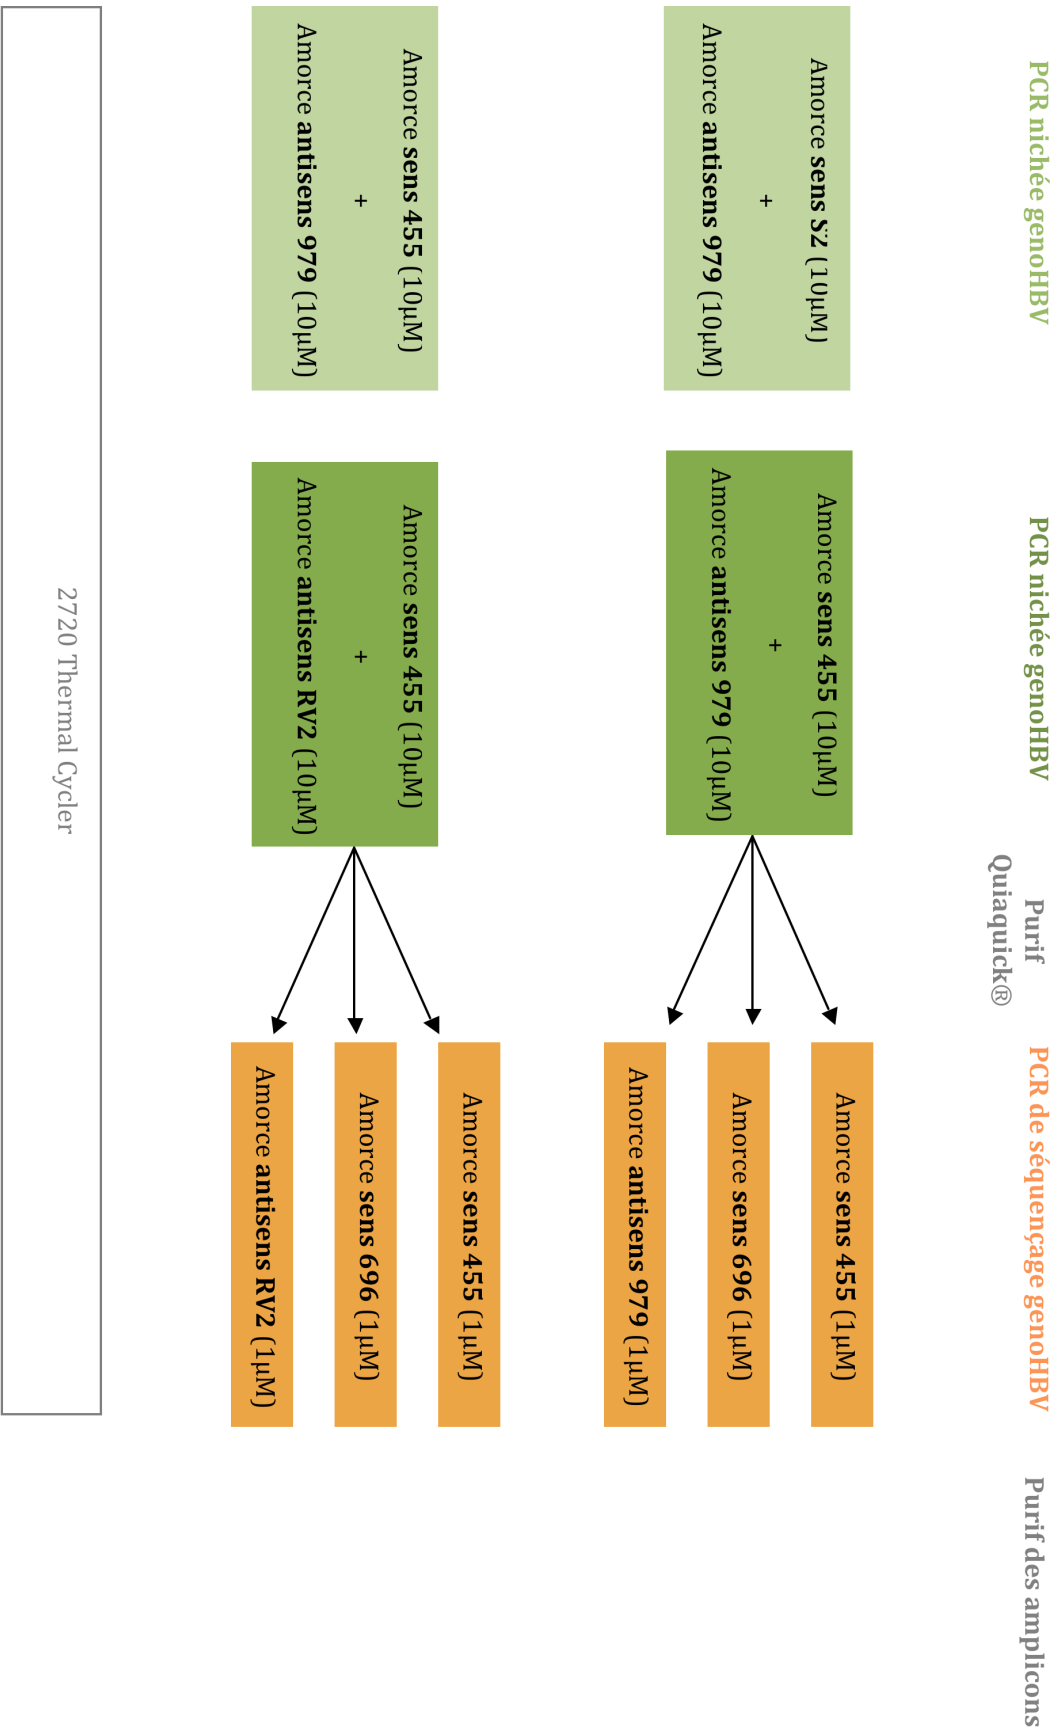 PCR nichée genoHBV
PCR nichée genoHBV
Purif
Quiaquick®
PCR de séquençage genoHBV
Purif des amplicons
Amorce sens S2 (10μM)
+
Amorce antisens 979 (10μM)
Amorce sens 455 (10μM)
+
Amorce antisens 979 (10μM)
Amorce sens 455 (1μM)
Amorce sens 696 (1μM)
Amorce antisens 979 (1μM)
Amorce sens 455 (10μM)
+
Amorce antisens 979 (10μM)
Amorce sens 455 (10μM)
+
Amorce antisens RV2 (10μM)
Amorce sens 455 (1μM)
Amorce sens 696 (1μM)
Amorce antisens RV2 (1μM)
2720 Thermal Cycler